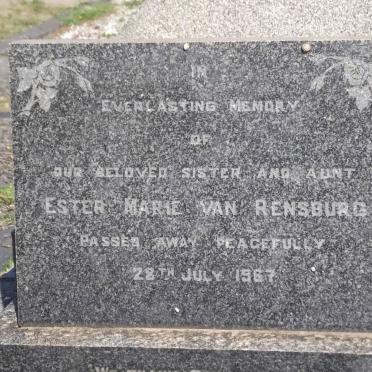 IN
EVERLASTING MEMORY
OF
OUR BELOVED SISTER AND AUNT
ESTER MARIE VAN RENSBURG
PASSED AWAY PEACEFULLY
28TH JULY 1967